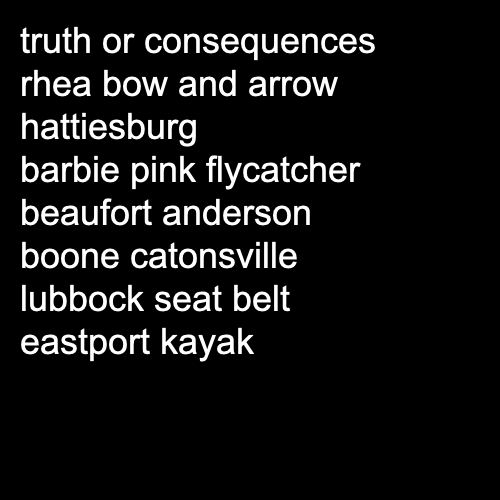 truth or consequences
rhea bow and arrow
hattiesburg
barbie pink flycatcher
beaufort anderson
boone catonsville
lubbock seat belt
eastport kayak